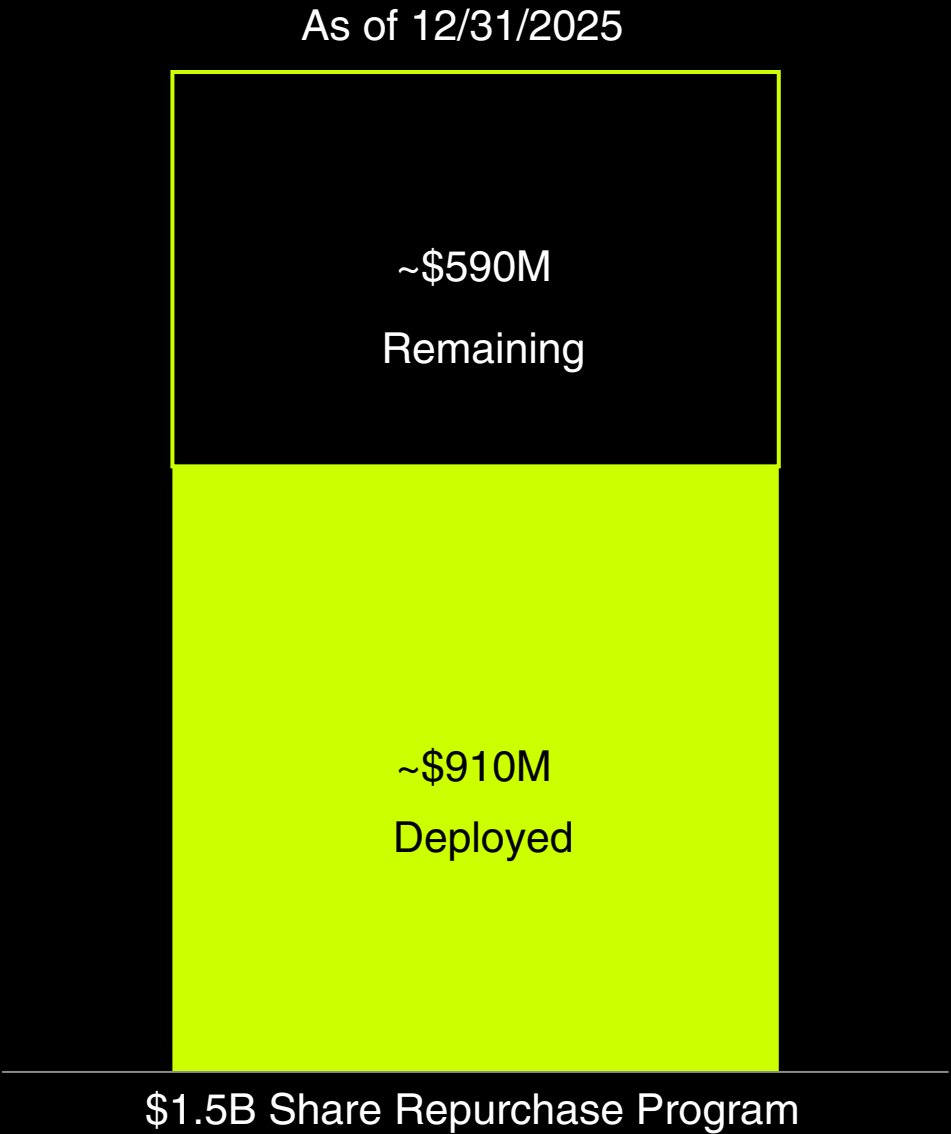 As of 12/31/2025
~$590M
Remaining
~$910M
Deployed
$1.5B Share Repurchase Program